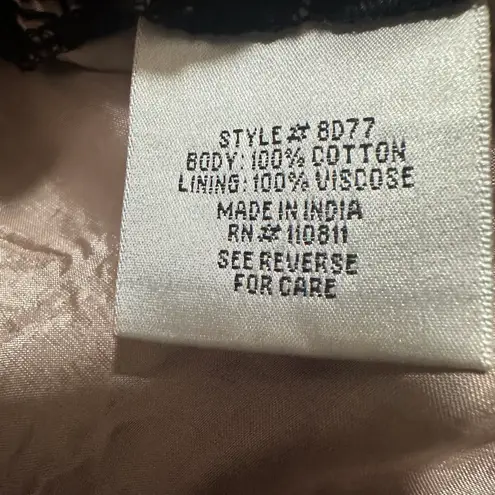 STYLE# 8D77
BODY: 100% COTTON
LINING: 100% VISCOSE
MADE IN INDIA
RN# 110811
SEE REVERSE
FOR CARE